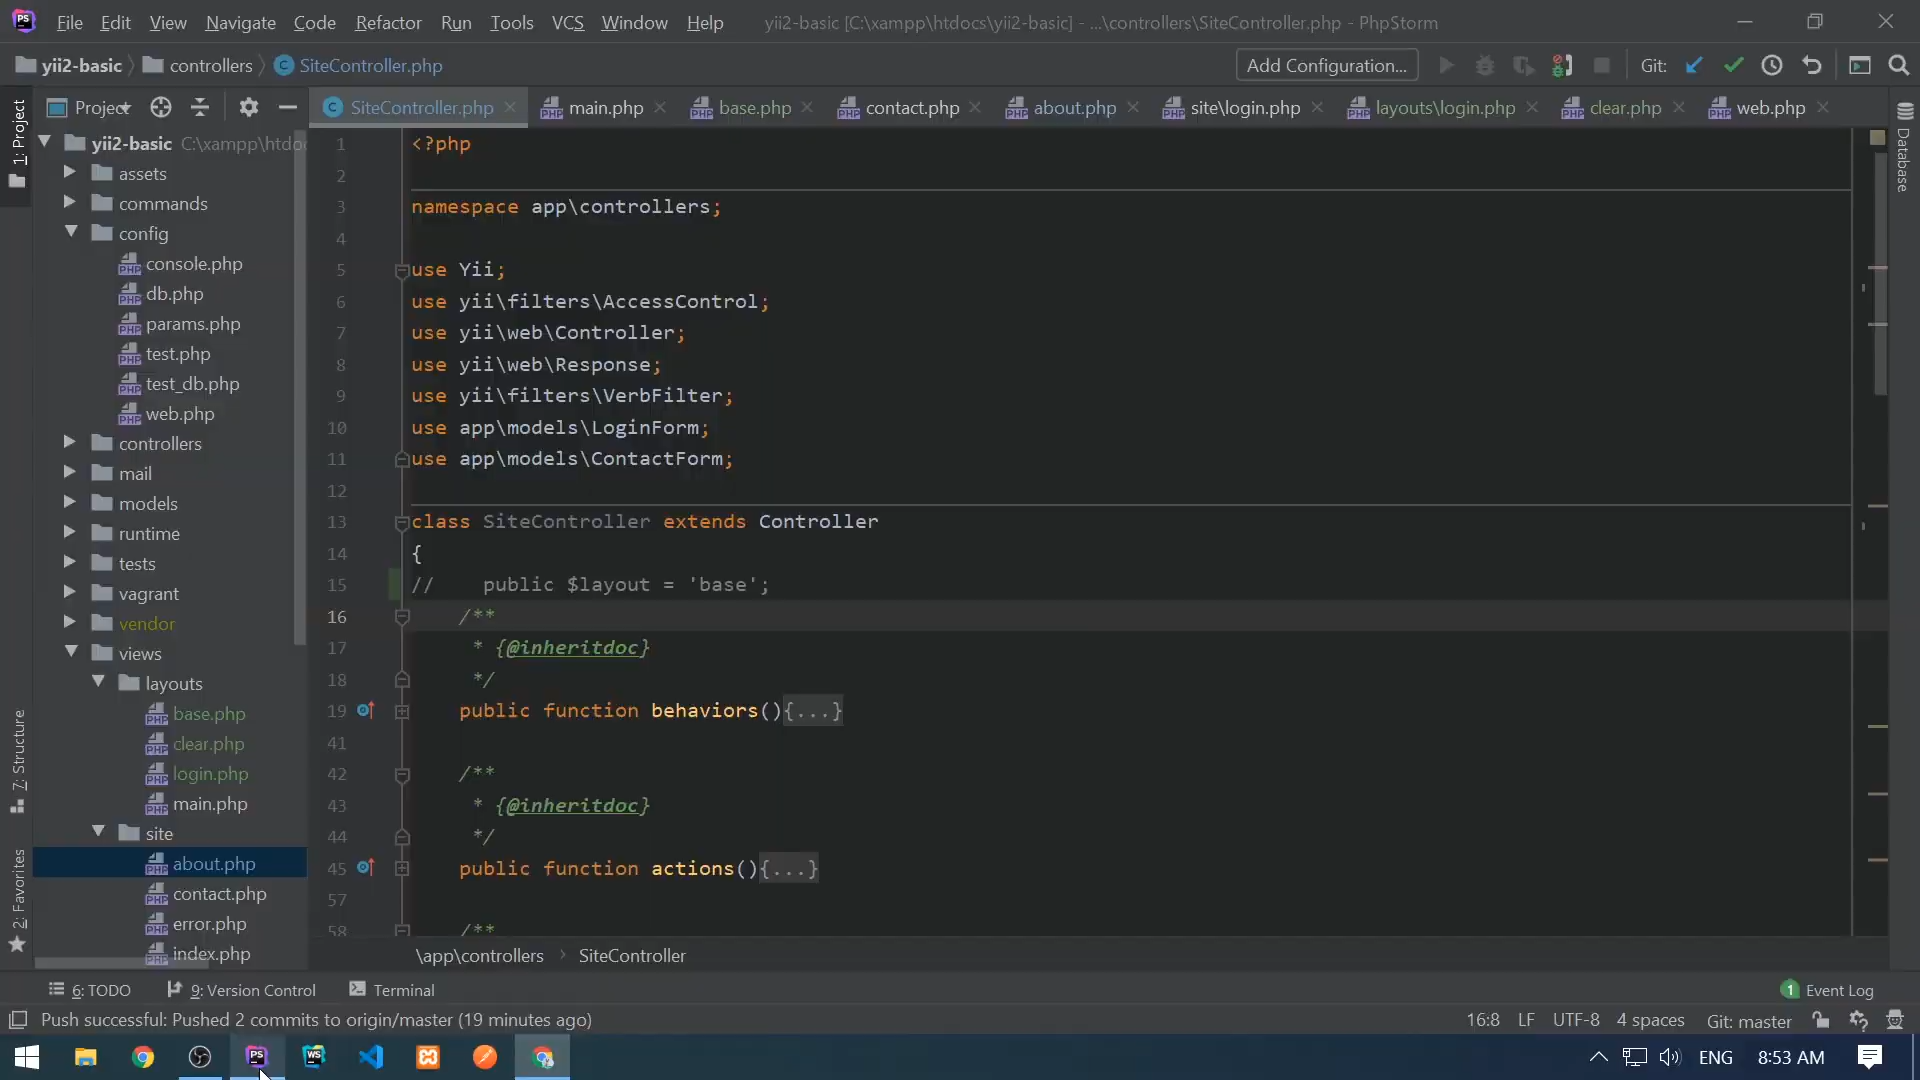 PS File Edit View Navigate Code Refactor Run Tools VCS Window Help yii2-basic [C:\xampp\htdocs\yii2-basic] - ...\controllers\SiteController.php - PhpStorm
yii2-basic controllers C SiteController.php Add Configuration... Git:
Project C SiteController.php main.php base.php contact.php about.php site\login.php layouts\login.php clear.php web.php
1: Project
7: Structure
2: Favorites
Database
yii2-basic C:\xampp\htdoc
assets
commands
config
console.php
db.php
params.php
test.php
test_db.php
web.php
controllers
mail
models
runtime
tests
vagrant
vendor
views
layouts
base.php
clear.php
login.php
main.php
site
about.php
contact.php
error.php
index.php
1 <?php
2
3 namespace app\controllers;
4
5 use Yii;
6 use yii\filters\AccessControl;
7 use yii\web\Controller;
8 use yii\web\Response;
9 use yii\filters\VerbFilter;
10 use app\models\LoginForm;
11 use app\models\ContactForm;
12
13 class SiteController extends Controller
14 {
15 //    public $layout = 'base';
16 /**
17 * {@inheritdoc}
18 */
19 public function behaviors(){...}
41
42 /**
43 * {@inheritdoc}
44 */
45 public function actions(){...}
57
58 /**
\app\controllers SiteController
6: TODO 9: Version Control Terminal 1 Event Log
Push successful: Pushed 2 commits to origin/master (19 minutes ago) 16:8 LF UTF-8 4 spaces Git: master
PS WS ENG 8:53 AM